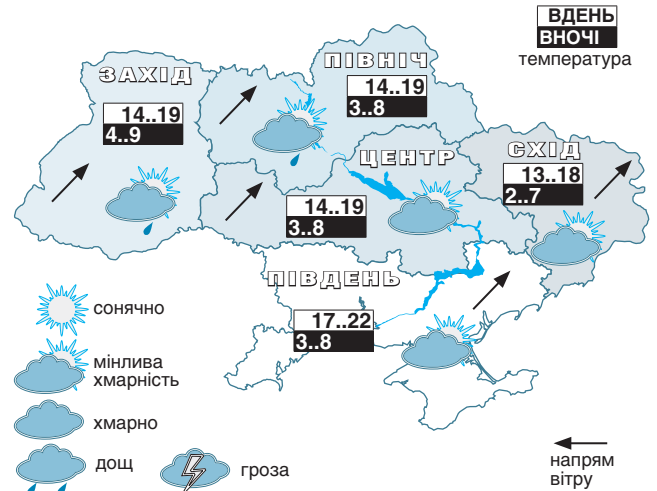 ВДЕНЬ
ВНОЧІ
температура
ЗАХІД
14..19
4..9
ПІВНІЧ
14..19
3..8
ЦЕНТР
14..19
3..8
СХІД
13..18
2..7
ПІВДЕНЬ
17..22
3..8
сонячно
мінлива
хмарність
хмарно
дощ
гроза
напрям
вітру